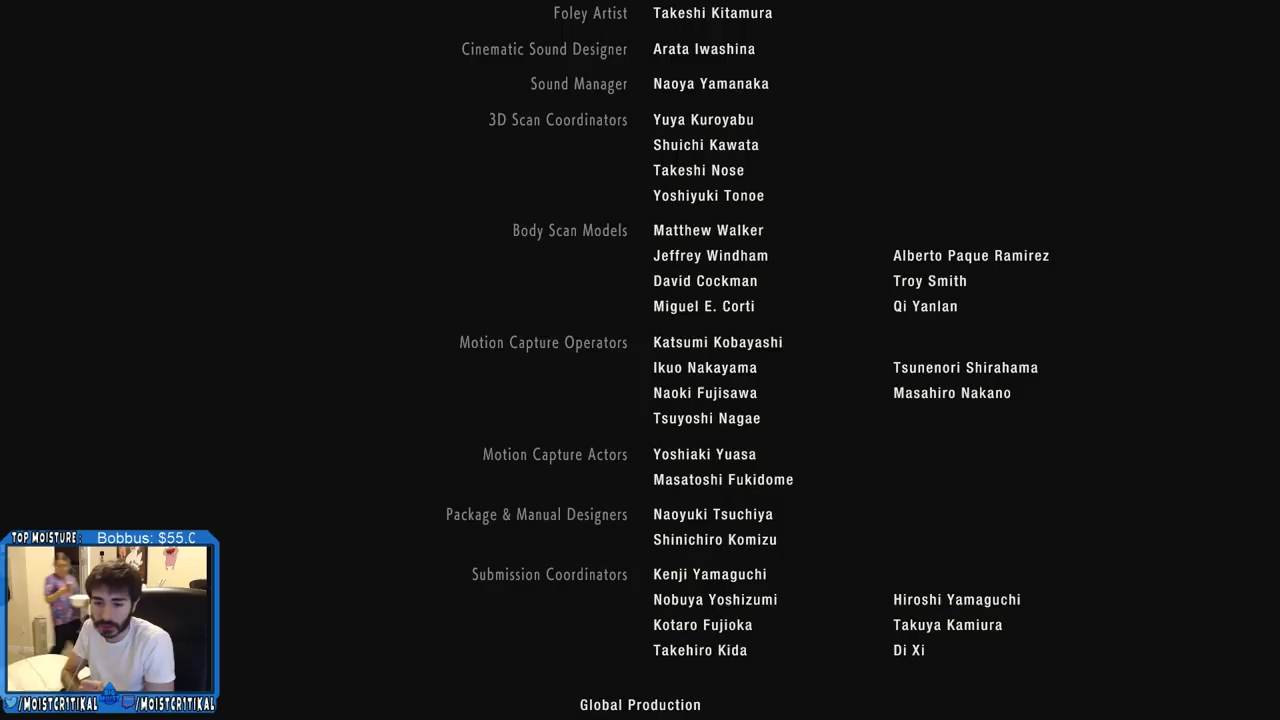 Foley Artist Takeshi Kitamura
Cinematic Sound Designer Arata Iwashina
Sound Manager Naoya Yamanaka
3D Scan Coordinators Yuya Kuroyabu
Shuichi Kawata
Takeshi Nose
Yoshiyuki Tonoe
Body Scan Models Matthew Walker
Jeffrey Windham Alberto Paque Ramirez
David Cockman Troy Smith
Miguel E. Corti Qi Yanlan
Motion Capture Operators Katsumi Kobayashi
Ikuo Nakayama Tsunenori Shirahama
Naoki Fujisawa Masahiro Nakano
Tsuyoshi Nagae
Motion Capture Actors Yoshiaki Yuasa
Masatoshi Fukidome
Package & Manual Designers Naoyuki Tsuchiya
Shinichiro Komizu
TOP MOISTURE: Bobbus: $55.0
Submission Coordinators Kenji Yamaguchi
Nobuya Yoshizumi Hiroshi Yamaguchi
Kotaro Fujioka Takuya Kamiura
Takehiro Kida Di Xi
BIG MOIST
/MOISTCR1TIKAL /MOISTCR1TIKAL
Global Production